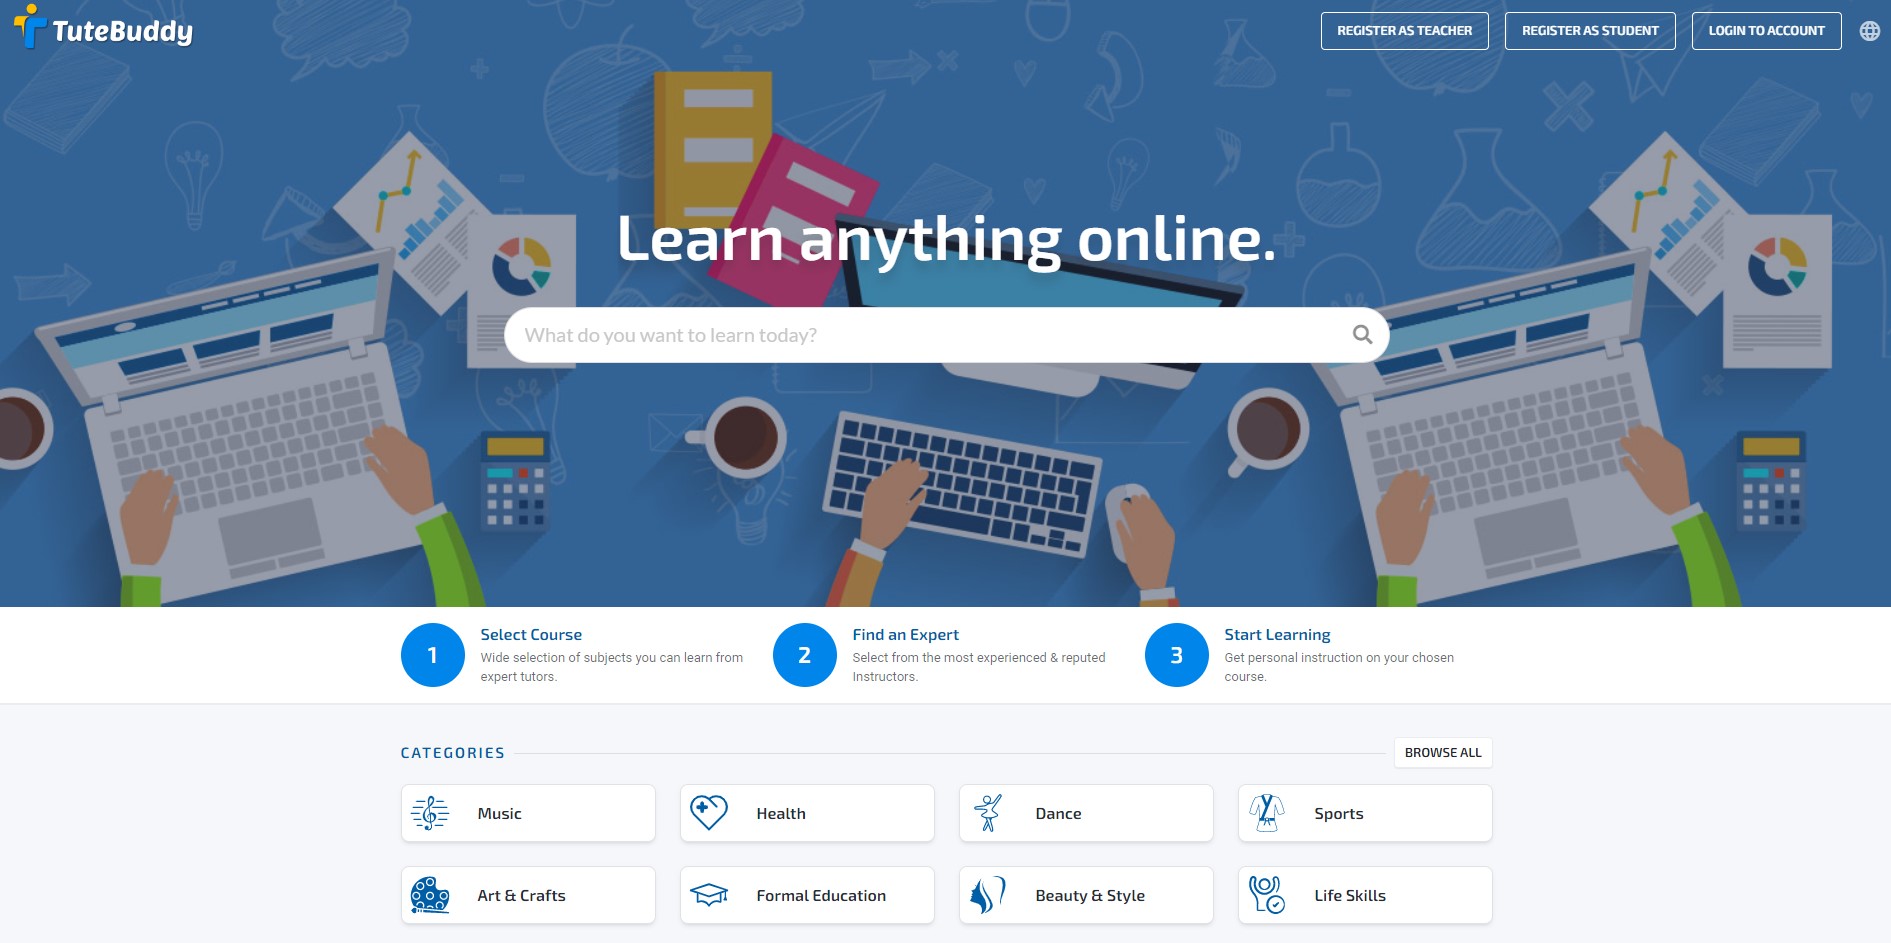 TuteBuddy
REGISTER AS TEACHER
REGISTER AS STUDENT
LOGIN TO ACCOUNT
Learn anything online.
What do you want to learn today?
1
Select Course
Wide selection of subjects you can learn from
expert tutors.
2
Find an Expert
Select from the most experienced & reputed
Instructors.
3
Start Learning
Get personal instruction on your chosen
course.
CATEGORIES
BROWSE ALL
Music
Health
Dance
Sports
Art & Crafts
Formal Education
Beauty & Style
Life Skills